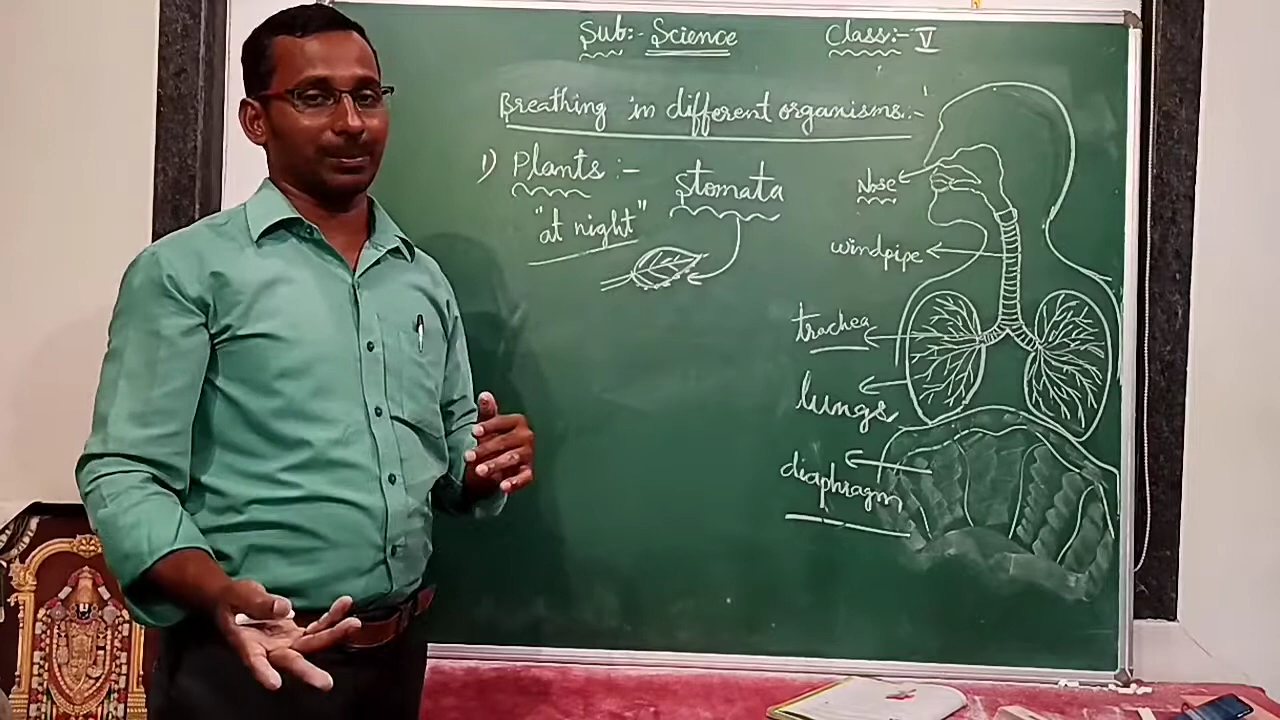 Sub:- Science Class:- V
Breathing in different organisms:-
1) Plants:- Stomata
"at night"
Nose
windpipe
trachea
lungs
diaphragm